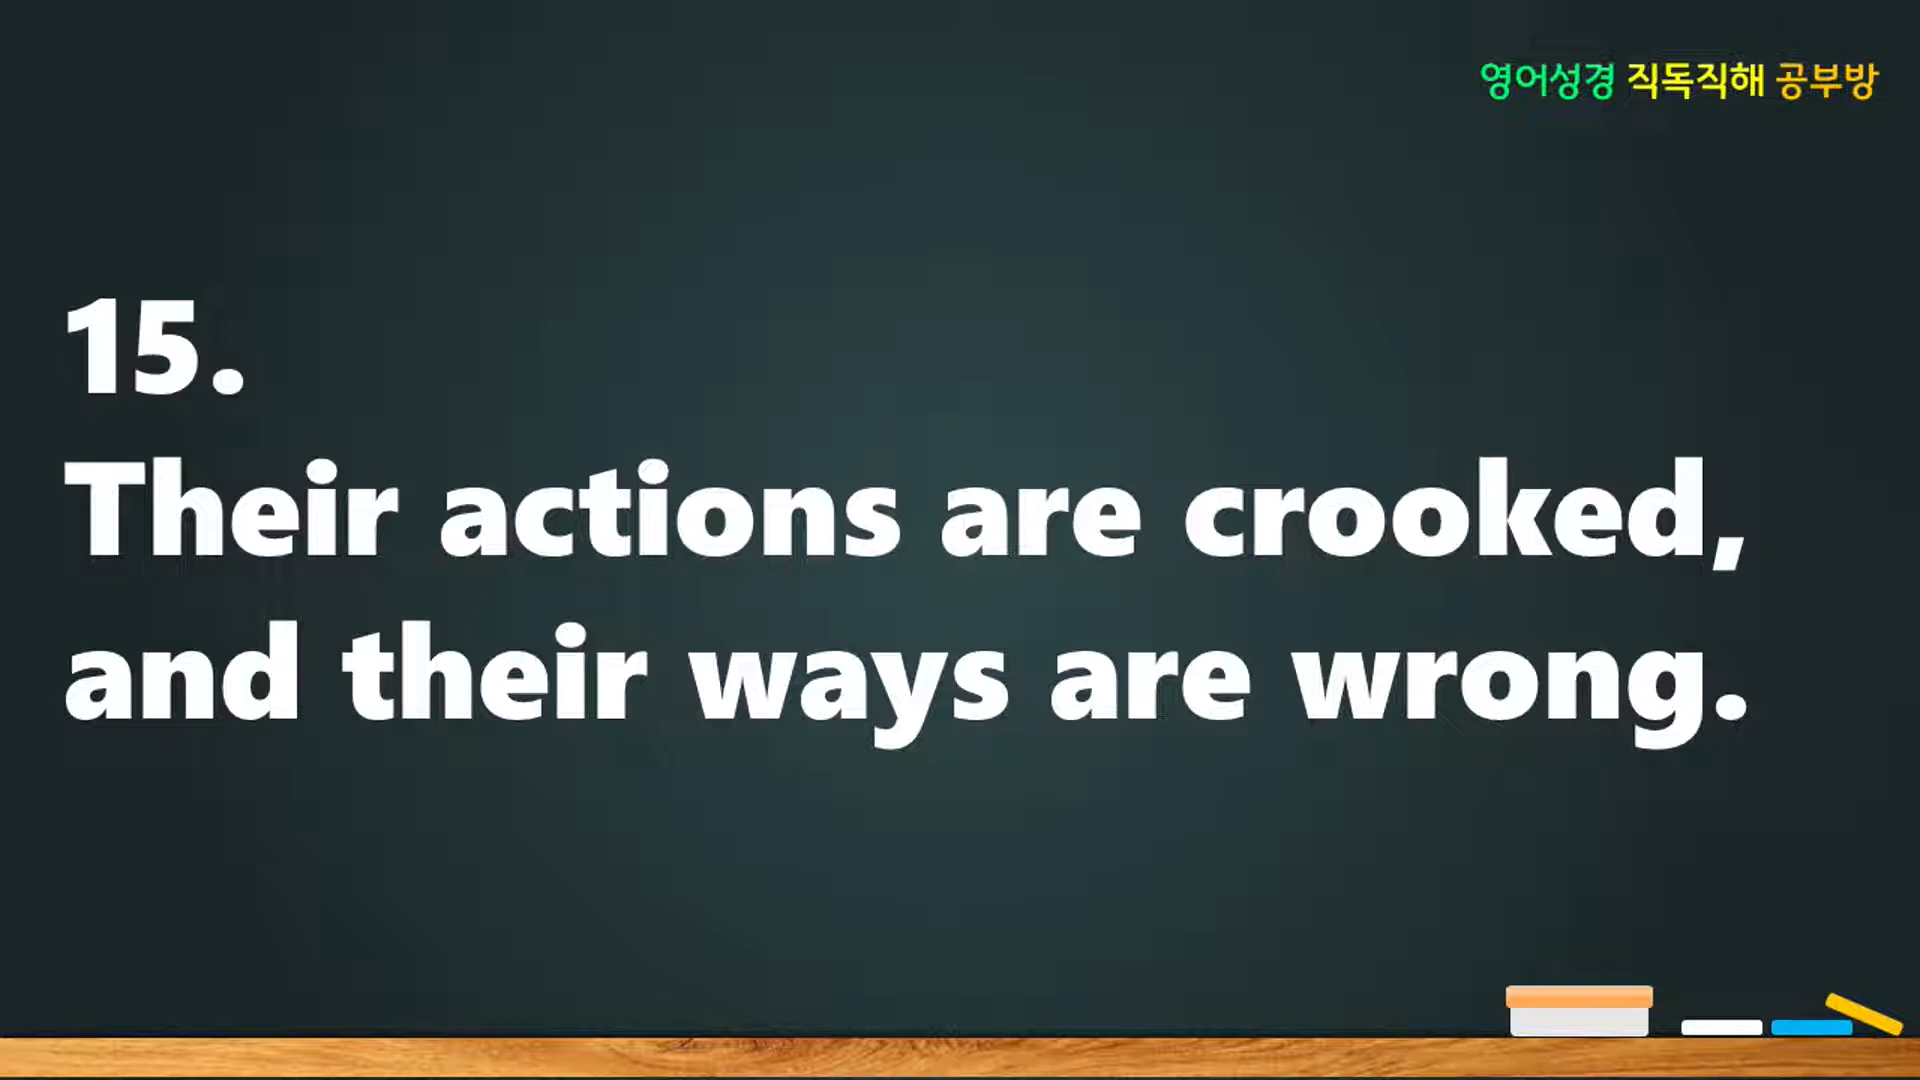 영어성경 직독직해 공부방
15.
Their actions are crooked,
and their ways are wrong.